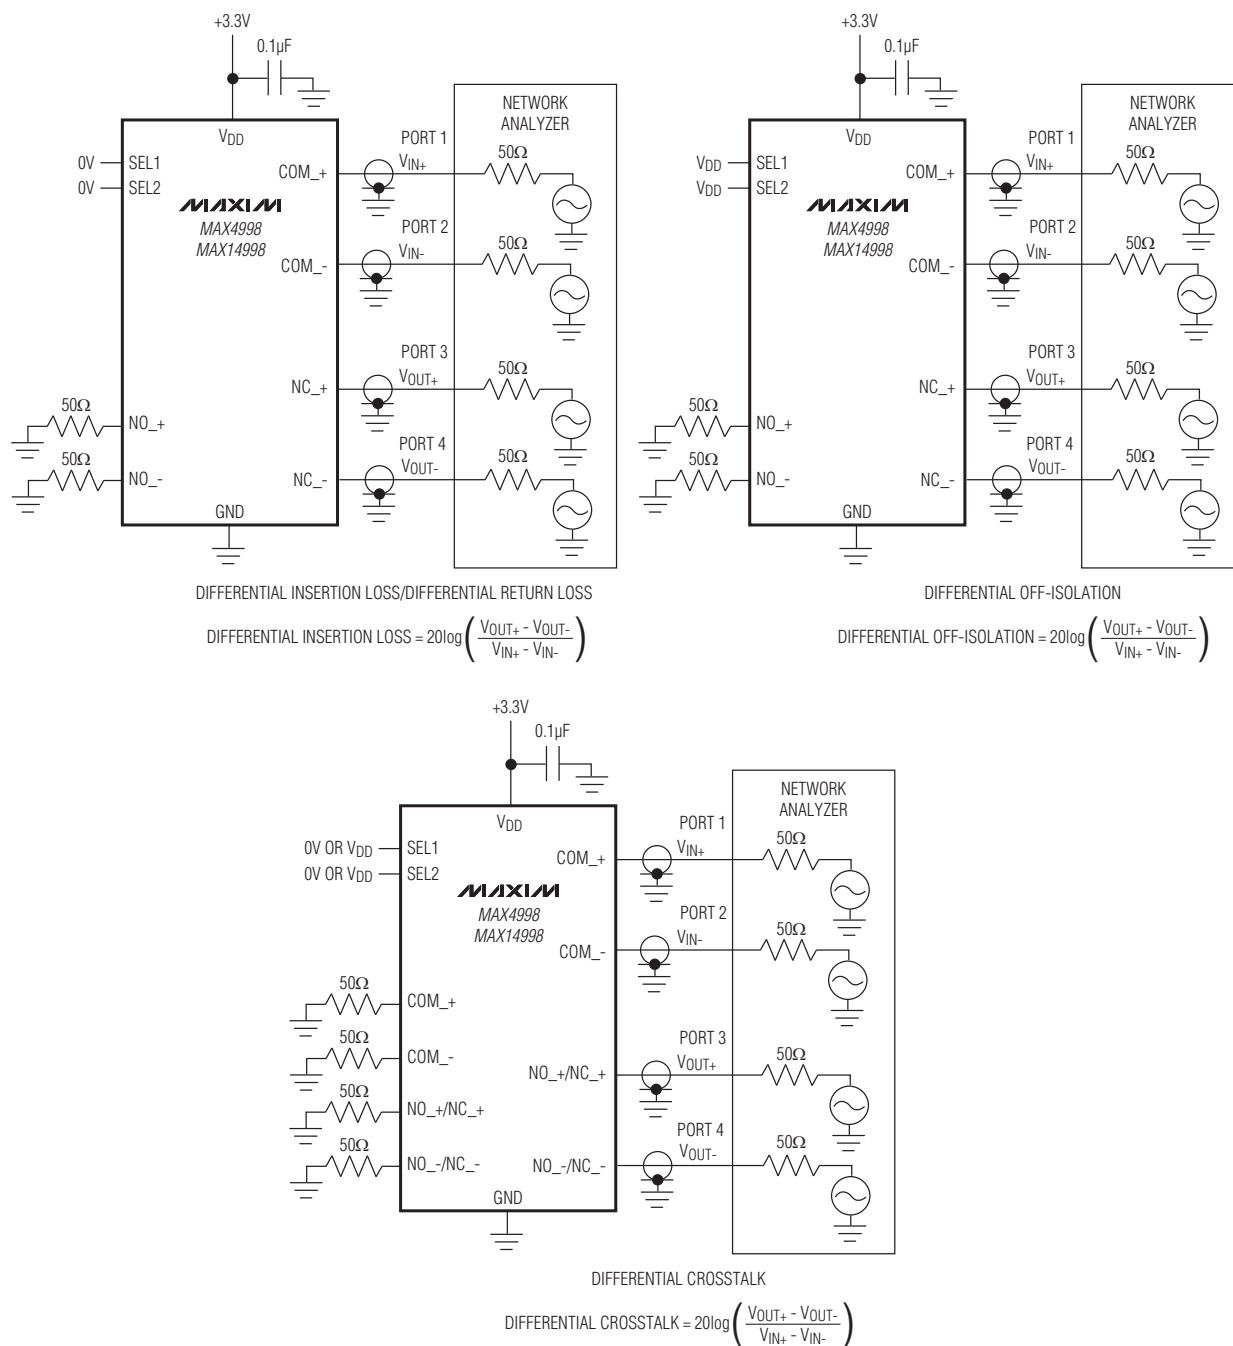 +3.3V
0.1µF
VDD
0V
SEL1
0V
SEL2
MAXIM
MAX4998
MAX14998
COM_+
COM_-
NC_+
NC_-
50Ω
NO_+
50Ω
NO_-
GND
PORT 1
VIN+
PORT 2
VIN-
PORT 3
VOUT+
PORT 4
VOUT-
NETWORK
ANALYZER
50Ω
50Ω
50Ω
50Ω
DIFFERENTIAL INSERTION LOSS/DIFFERENTIAL RETURN LOSS
DIFFERENTIAL INSERTION LOSS = 20log(VOUT+ - VOUT- / VIN+ - VIN-)
+3.3V
0.1µF
VDD
VDD
SEL1
VDD
SEL2
MAXIM
MAX4998
MAX14998
COM_+
COM_-
NC_+
NC_-
50Ω
NO_+
50Ω
NO_-
GND
PORT 1
VIN+
PORT 2
VIN-
PORT 3
VOUT+
PORT 4
VOUT-
NETWORK
ANALYZER
50Ω
50Ω
50Ω
50Ω
DIFFERENTIAL OFF-ISOLATION
DIFFERENTIAL OFF-ISOLATION = 20log(VOUT+ - VOUT- / VIN+ - VIN-)
+3.3V
0.1µF
VDD
0V OR VDD
SEL1
0V OR VDD
SEL2
MAXIM
MAX4998
MAX14998
COM_+
COM_-
NO_+/NC_+
NO_-/NC_-
50Ω
COM_+
50Ω
COM_-
50Ω
NO_+/NC_+
50Ω
NO_-/NC_-
GND
PORT 1
VIN+
PORT 2
VIN-
PORT 3
VOUT+
PORT 4
VOUT-
NETWORK
ANALYZER
50Ω
50Ω
50Ω
50Ω
DIFFERENTIAL CROSSTALK
DIFFERENTIAL CROSSTALK = 20log(VOUT+ - VOUT- / VIN+ - VIN-)